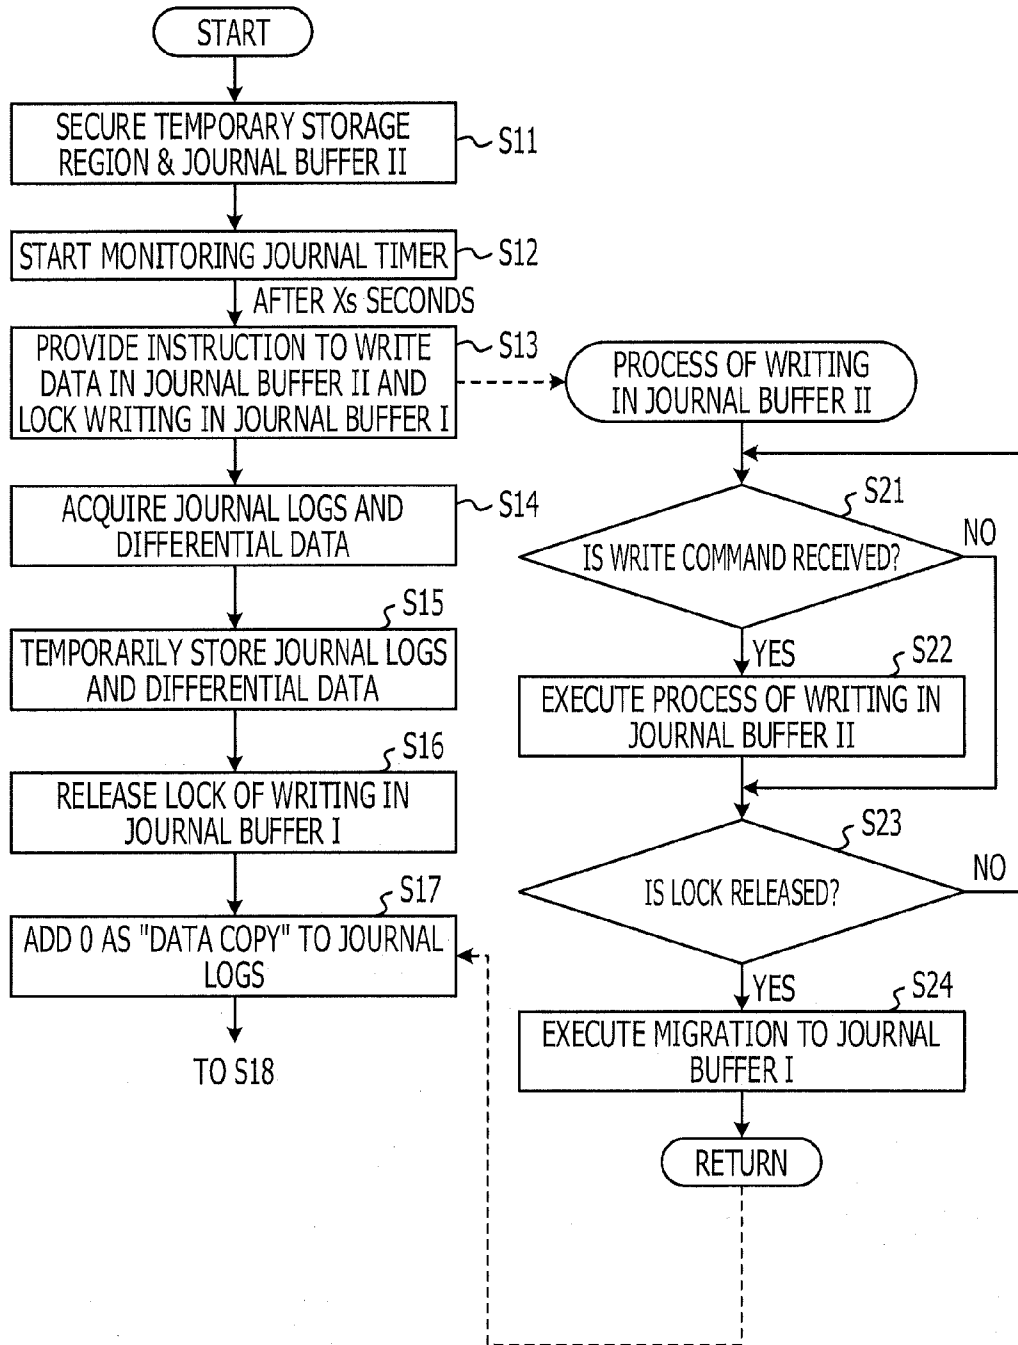 START
SECURE TEMPORARY STORAGE
REGION & JOURNAL BUFFER II
S11
START MONITORING JOURNAL TIMER
S12
AFTER Xs SECONDS
PROVIDE INSTRUCTION TO WRITE
DATA IN JOURNAL BUFFER II AND
LOCK WRITING IN JOURNAL BUFFER I
S13
ACQUIRE JOURNAL LOGS AND
DIFFERENTIAL DATA
S14
S15
TEMPORARILY STORE JOURNAL LOGS
AND DIFFERENTIAL DATA
S16
RELEASE LOCK OF WRITING IN
JOURNAL BUFFER I
S17
ADD 0 AS "DATA COPY" TO JOURNAL
LOGS
TO S18
PROCESS OF WRITING
IN JOURNAL BUFFER II
S21
IS WRITE COMMAND RECEIVED?
NO
YES
S22
EXECUTE PROCESS OF WRITING IN
JOURNAL BUFFER II
S23
IS LOCK RELEASED?
NO
YES
S24
EXECUTE MIGRATION TO JOURNAL
BUFFER I
RETURN